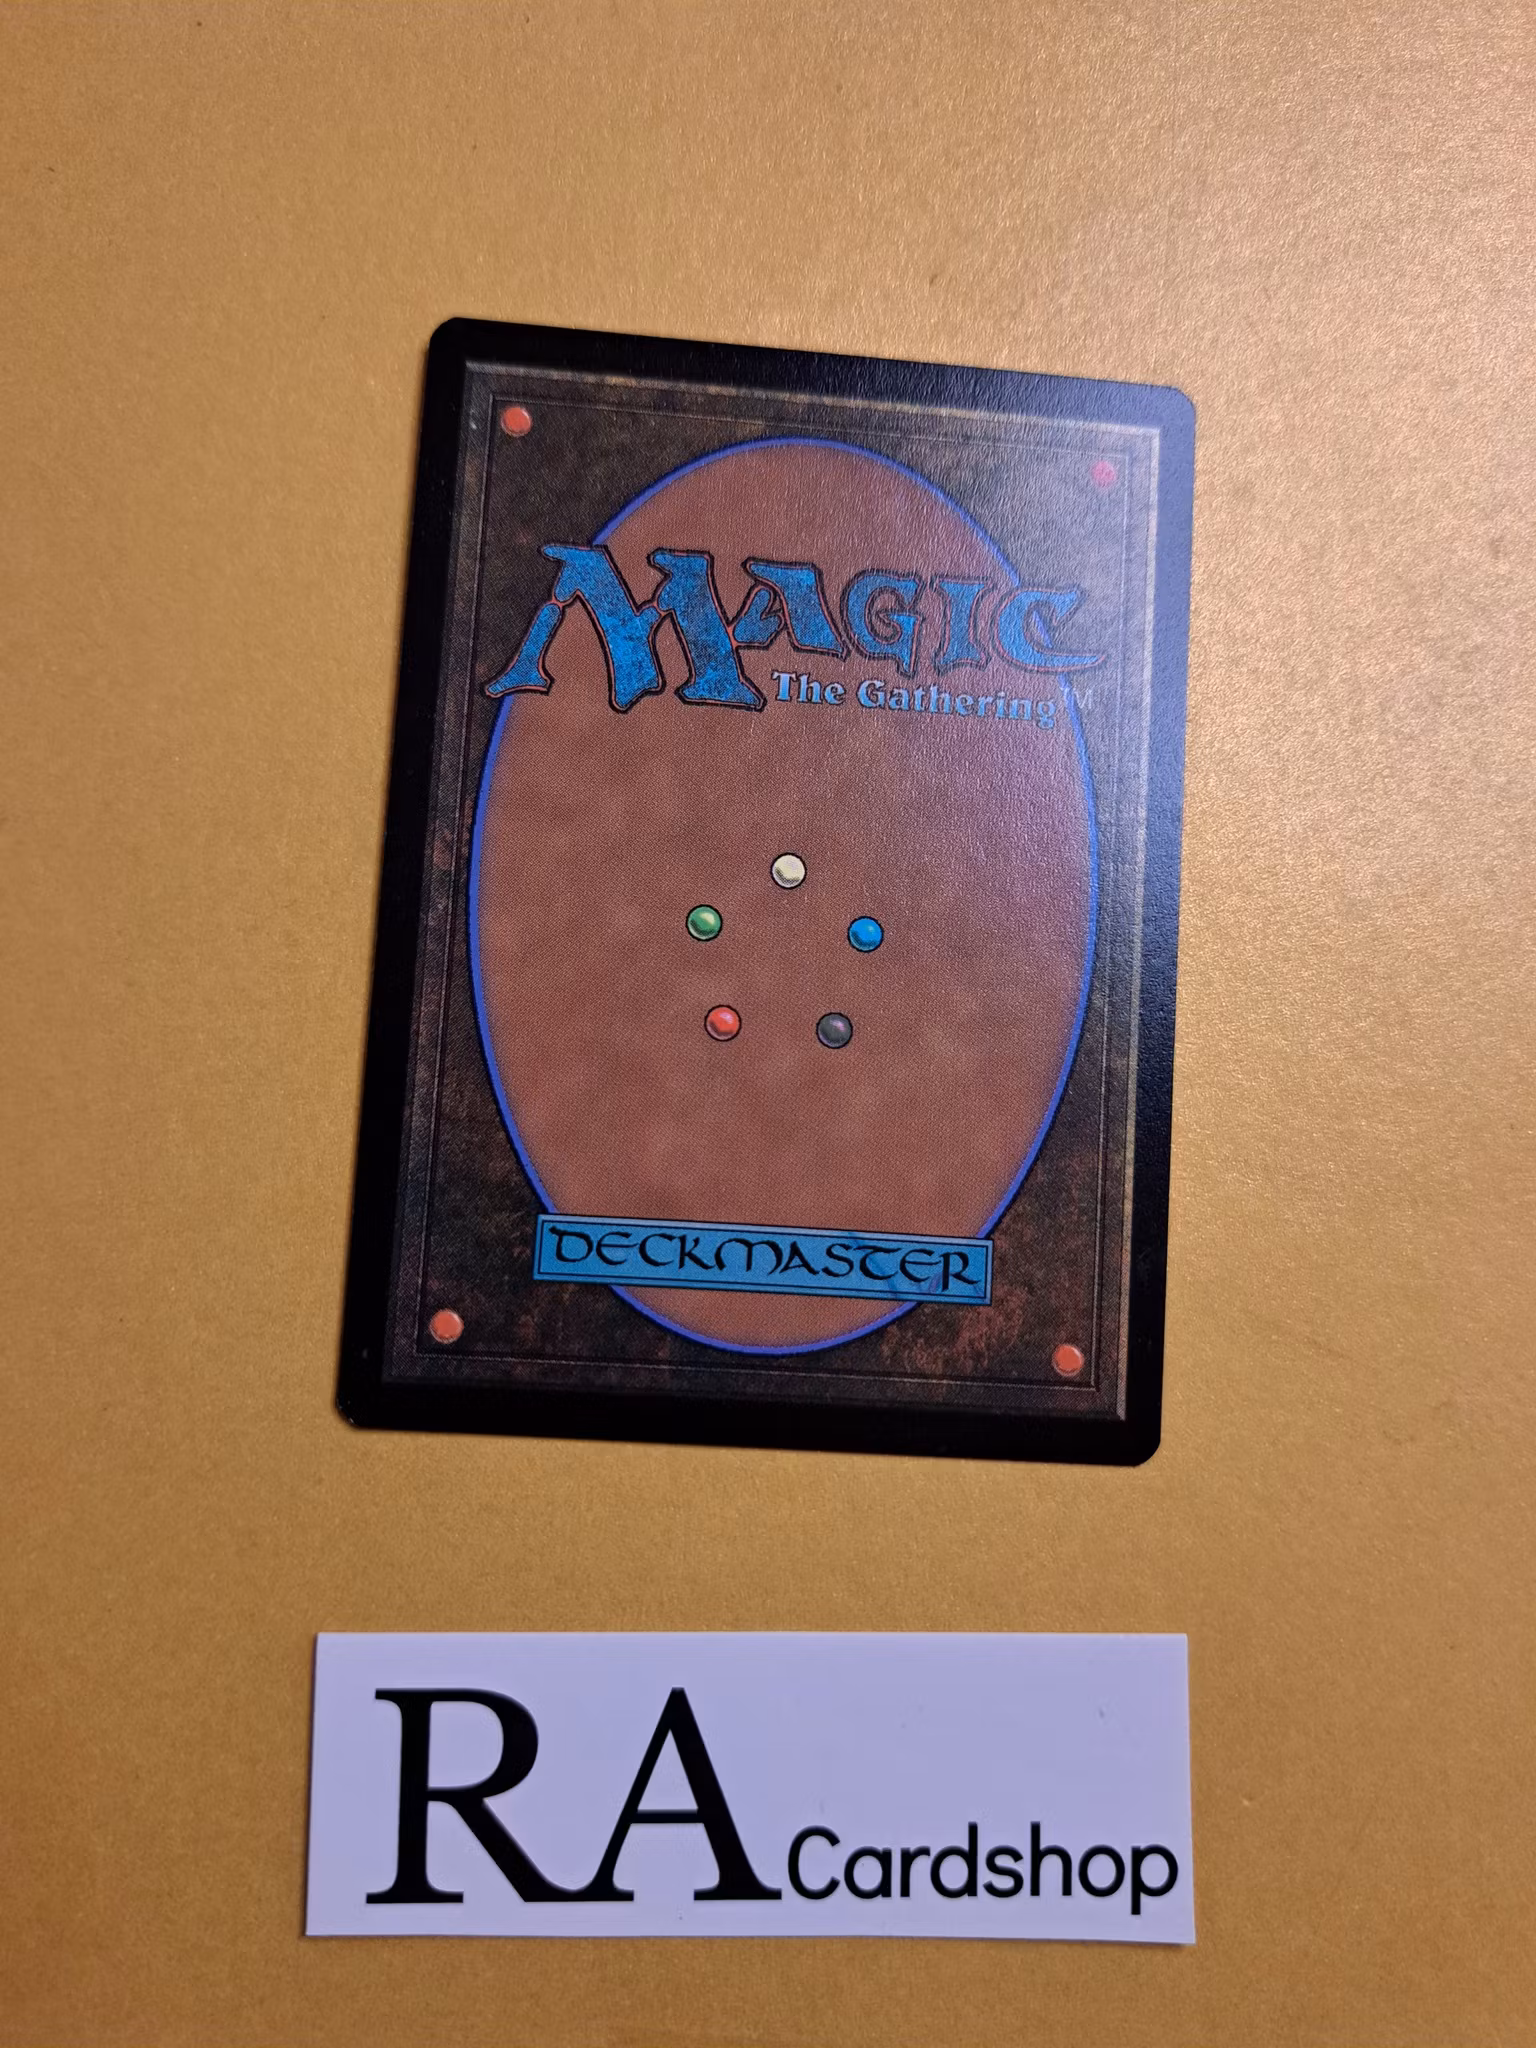 MAGIC
The Gathering™
DECKMASTER
RA Cardshop